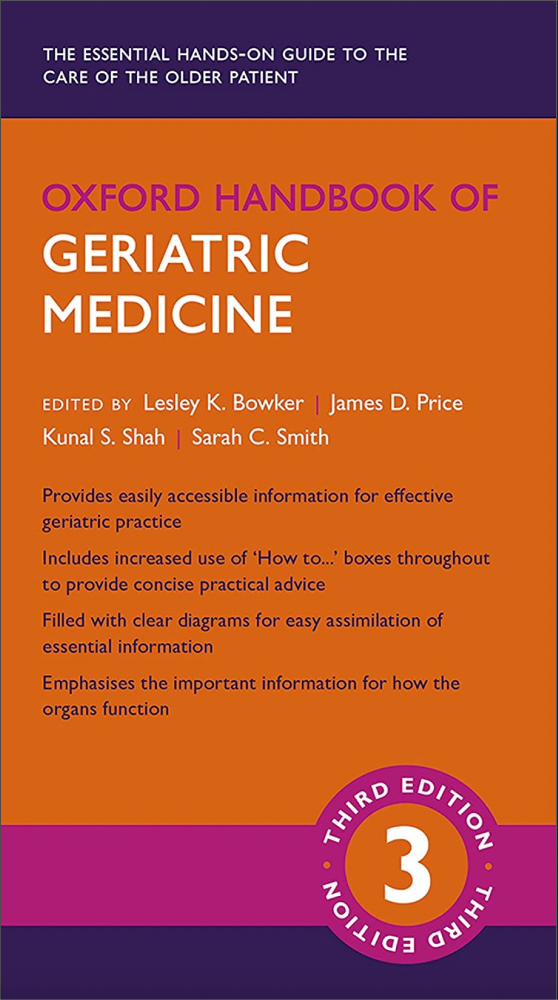 THE ESSENTIAL HANDS-ON GUIDE TO THE
CARE OF THE OLDER PATIENT
OXFORD HANDBOOK OF
GERIATRIC
MEDICINE
EDITED BY Lesley K. Bowker | James D. Price
Kunal S. Shah | Sarah C. Smith
Provides easily accessible information for effective
geriatric practice
Includes increased use of ‘How to...’ boxes throughout
to provide concise practical advice
Filled with clear diagrams for easy assimilation of
essential information
Emphasises the important information for how the
organs function
THIRD EDITION
3
THIRD EDITION